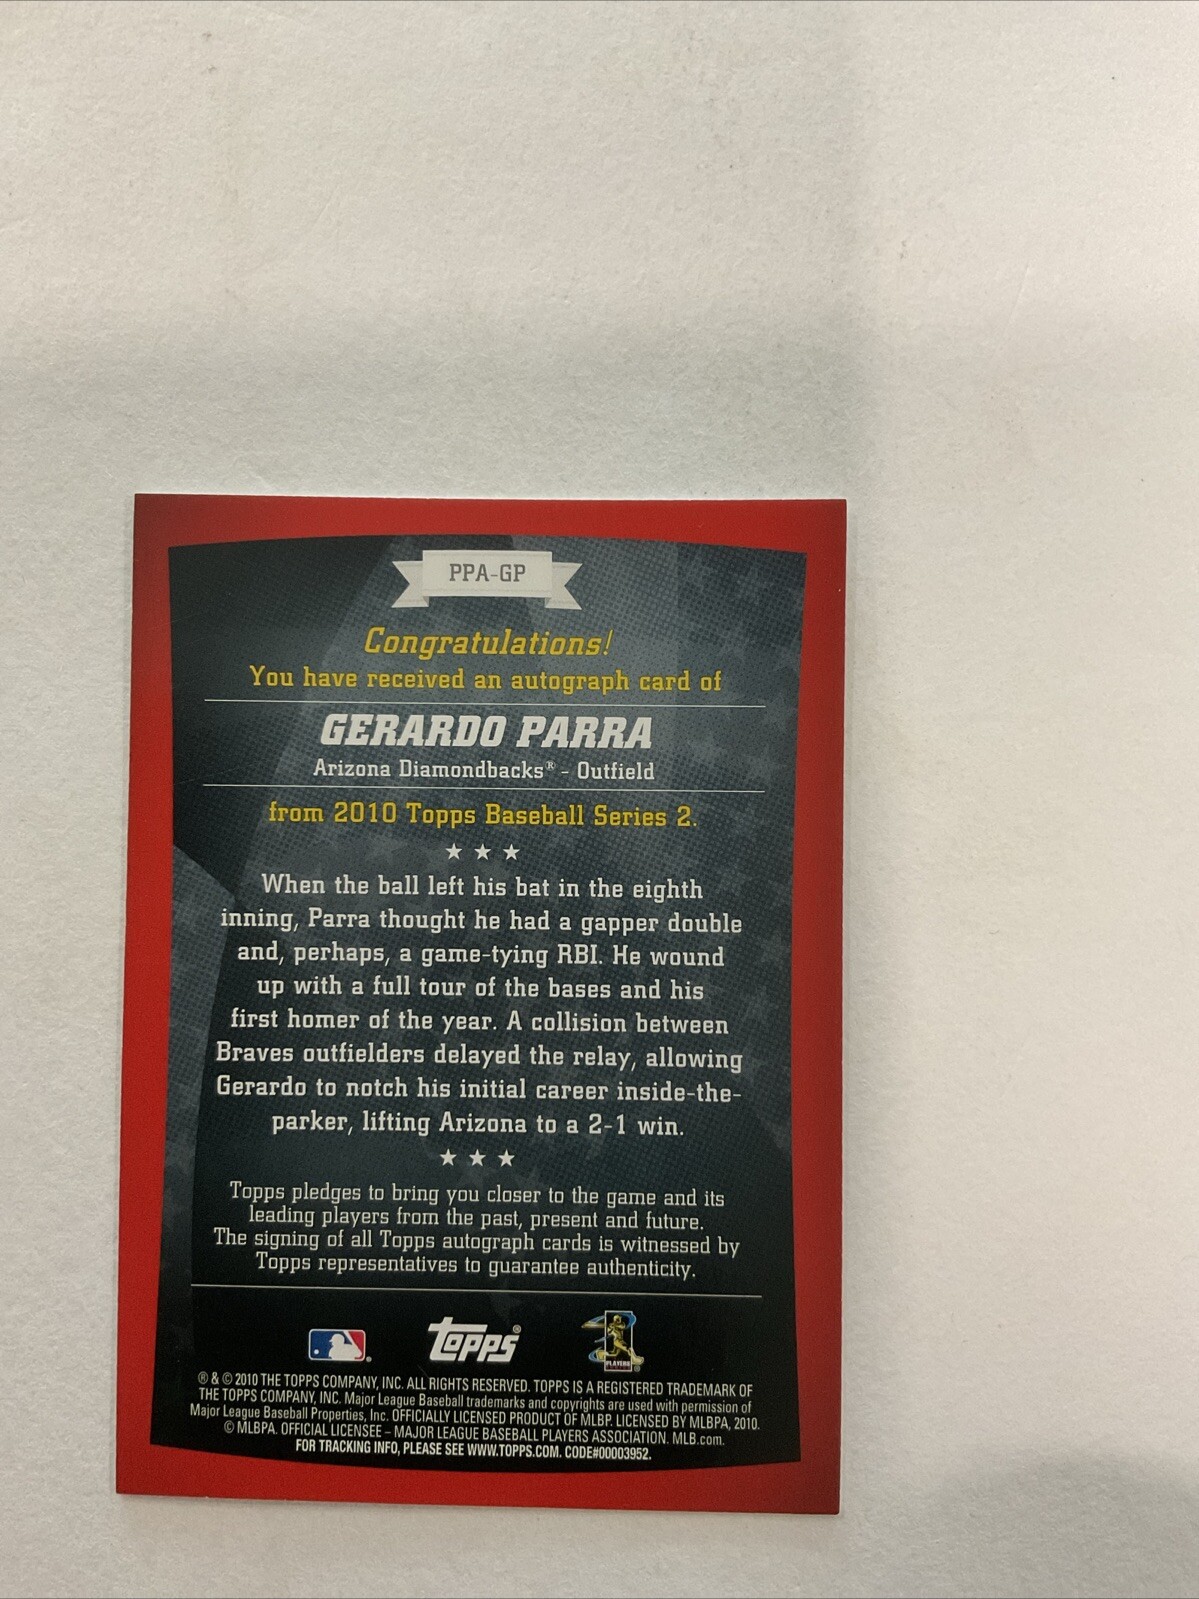 PPA-GP
Congratulations!
You have received an autograph card of
GERARDO PARRA
Arizona Diamondbacks® - Outfield
from 2010 Topps Baseball Series 2.
★ ★ ★
When the ball left his bat in the eighth
inning, Parra thought he had a gapper double
and, perhaps, a game-tying RBI. He wound
up with a full tour of the bases and his
first homer of the year. A collision between
Braves outfielders delayed the relay, allowing
Gerardo to notch his initial career inside-the-
parker, lifting Arizona to a 2-1 win.
★ ★ ★
Topps pledges to bring you closer to the game and its
leading players from the past, present and future.
The signing of all Topps autograph cards is witnessed by
Topps representatives to guarantee authenticity.
topps®
PLAYERS
® & © 2010 THE TOPPS COMPANY, INC. ALL RIGHTS RESERVED. TOPPS IS A REGISTERED TRADEMARK OF
THE TOPPS COMPANY, INC. Major League Baseball trademarks and copyrights are used with permission of
Major League Baseball Properties, Inc. OFFICIALLY LICENSED PRODUCT OF MLBP. LICENSED BY MLBPA, 2010.
© MLBPA. OFFICIAL LICENSEE – MAJOR LEAGUE BASEBALL PLAYERS ASSOCIATION. MLB.com.
FOR TRACKING INFO, PLEASE SEE WWW.TOPPS.COM. CODE#00003952.